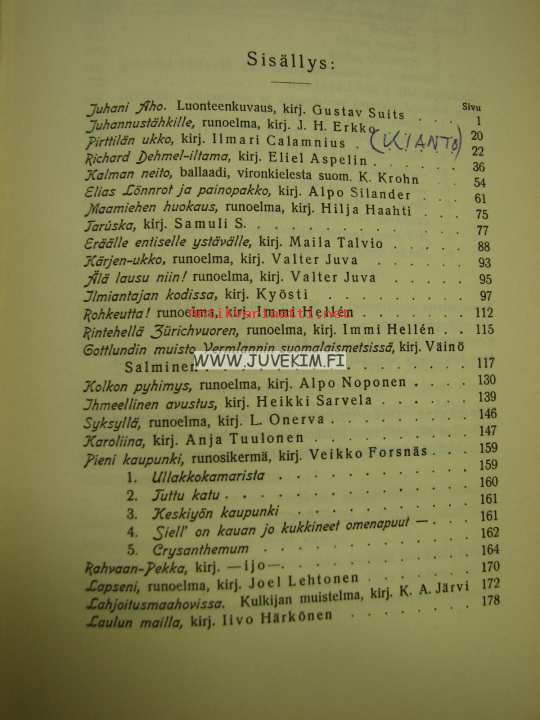 Sisällys:
Sivu
Juhani Aho. Luonteenkuvaus, kirj. Gustav Suits . . . 1
Juhannustähkille, runoelma, kirj. J. H. Erkko 20
Pirttilän ukko, kirj. Ilmari Calamnius . (KIANTO) 22
Richard Dehmel-iltama, kirj. Eliel Aspelin . . . 36
Kalman neito, ballaadi, vironkielesta suom. K. Krohn . 54
Elias Lönnrot ja painopakko, kirj. Alpo Silander . . . 61
Maamiehen huokaus, runoelma, kirj. Hilja Haahti . . . 75
Jarúska, kirj. Samuli S. . . . 77
Eräälle entiselle ystävälle, kirj. Maila Talvio . . . 88
Kärjen-ukko, runoelma, kirj. Valter Juva . . . 93
Älä lausu niin! runoelma, kirj. Valter Juva . . . 95
Ilmiantajan kodissa, kirj. Kyösti . . . 97
Rohkeutta! runoelma, kirj. Immi Hellén . . . 112
Rintehellä Zürichvuoren, runoelma, kirj. Immi Hellén . . 115
Gottlundin muisto Vermlannin suomalaismetsissä, kirj. Väinö
Salminen . . . 117
WWW.JUVEKIM.FI
Kolkon pyhimys, runoelma, kirj. Alpo Noponen . . . . 130
Ihmeellinen avustus, kirj. Heikki Sarvela . . . . 139
Syksyllä, runoelma, kirj. L. Onerva . . . . 146
Karoliina, kirj. Anja Tuulonen . . . . 147
Pieni kaupunki, runosikermä, kirj. Veikko Forsnäs . . . 159
1. Ullakkokamarista . . . . 159
2. Tuttu katu . . . . 160
3. Keskiyön kaupunki . . . . 161
4. Siell' on kauan jo kukkineet omenapuut — . . . 161
5. Crysanthemum . . . . 162
Rahvaan-Pekka, kirj. —ijo—. . . . 164
Lapseni, runoelma, kirj. Joel Lehtonen . . . . 170
Lahjoitusmaahovissa. Kulkijan muistelma, kirj. K. A. Järvi 172
Laulun mailla, kirj. Iivo Härkönen . . . . 178